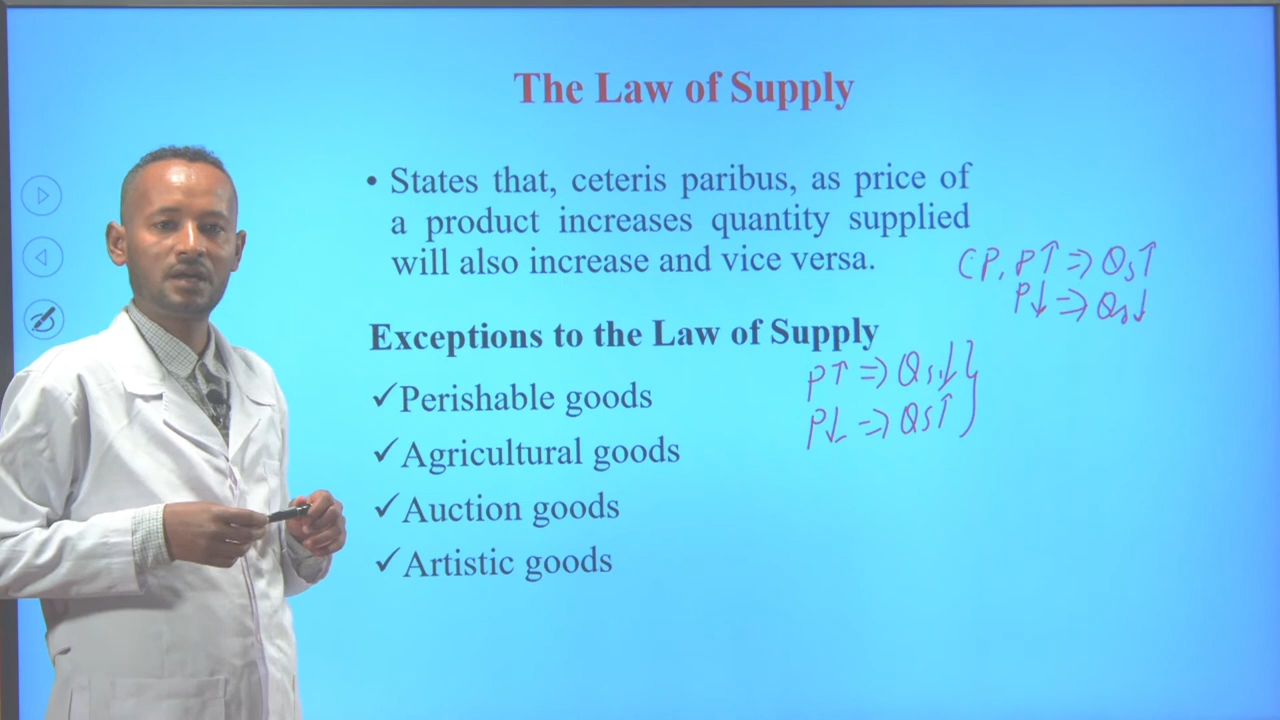 The Law of Supply
• States that, ceteris paribus, as price of
a product increases quantity supplied
will also increase and vice versa.
CP, P↑ => Qs↑
P↓ => Qs↓
Exceptions to the Law of Supply
P↑ => Qs↓
P↓ => Qs↑
✓Perishable goods
✓Agricultural goods
✓Auction goods
✓Artistic goods